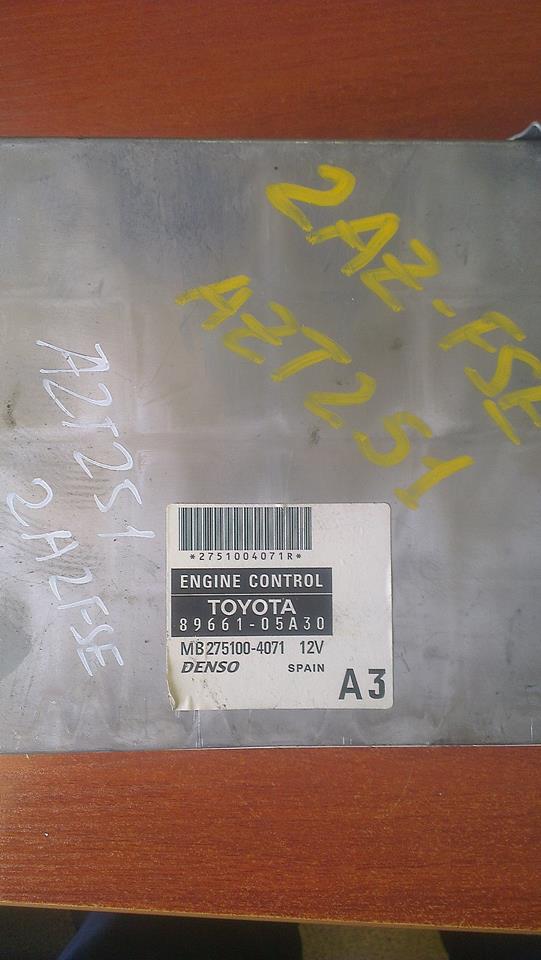 2AZ-FSE
AZT251
AZT251
2AZFSE
*2751004071R*
ENGINE CONTROL
TOYOTA
89661-05A30
MB275100-4071 12V
DENSO SPAIN
A3